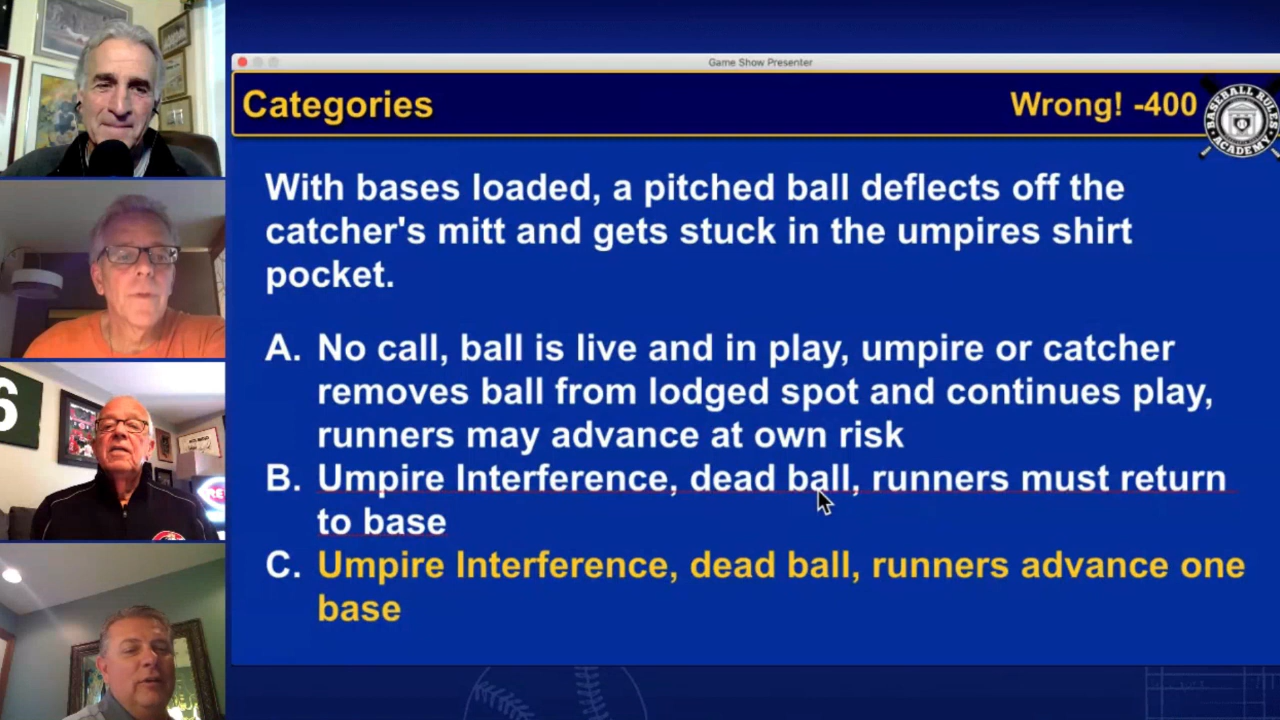 Game Show Presenter
Categories
Wrong! -400
BASEBALL RULES
ACADEMY
With bases loaded, a pitched ball deflects off the
catcher's mitt and gets stuck in the umpires shirt
pocket.
A. No call, ball is live and in play, umpire or catcher
removes ball from lodged spot and continues play,
runners may advance at own risk
B. Umpire Interference, dead ball, runners must return
to base
C. Umpire Interference, dead ball, runners advance one
base
6